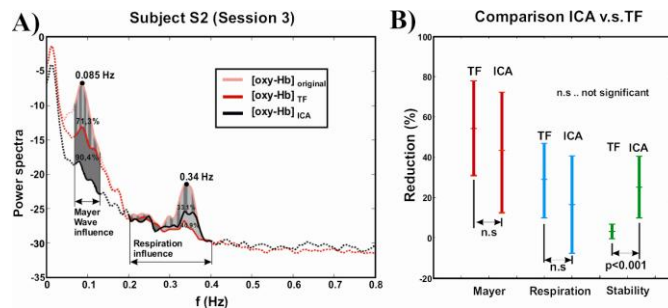 A)
Subject S2 (Session 3)
Power spectra
0
-5
-10
-15
-20
-25
-30
-35
0.085 Hz
71,3%
90,4%
0.34 Hz
[oxy-Hb] original
[oxy-Hb] TF
[oxy-Hb] ICA
Mayer
Wave
influence
Respiration
influence
0
0.1
0.2
0.3
0.4
0.5
0.6
0.7
0.8
f (Hz)
B)
Comparison ICA v.s.TF
Reduction (%)
100
80
60
40
20
0
-20
TF
ICA
n.s .. not significant
TF
ICA
TF
ICA
n.s
n.s
p<0.001
Mayer
Respiration
Stability